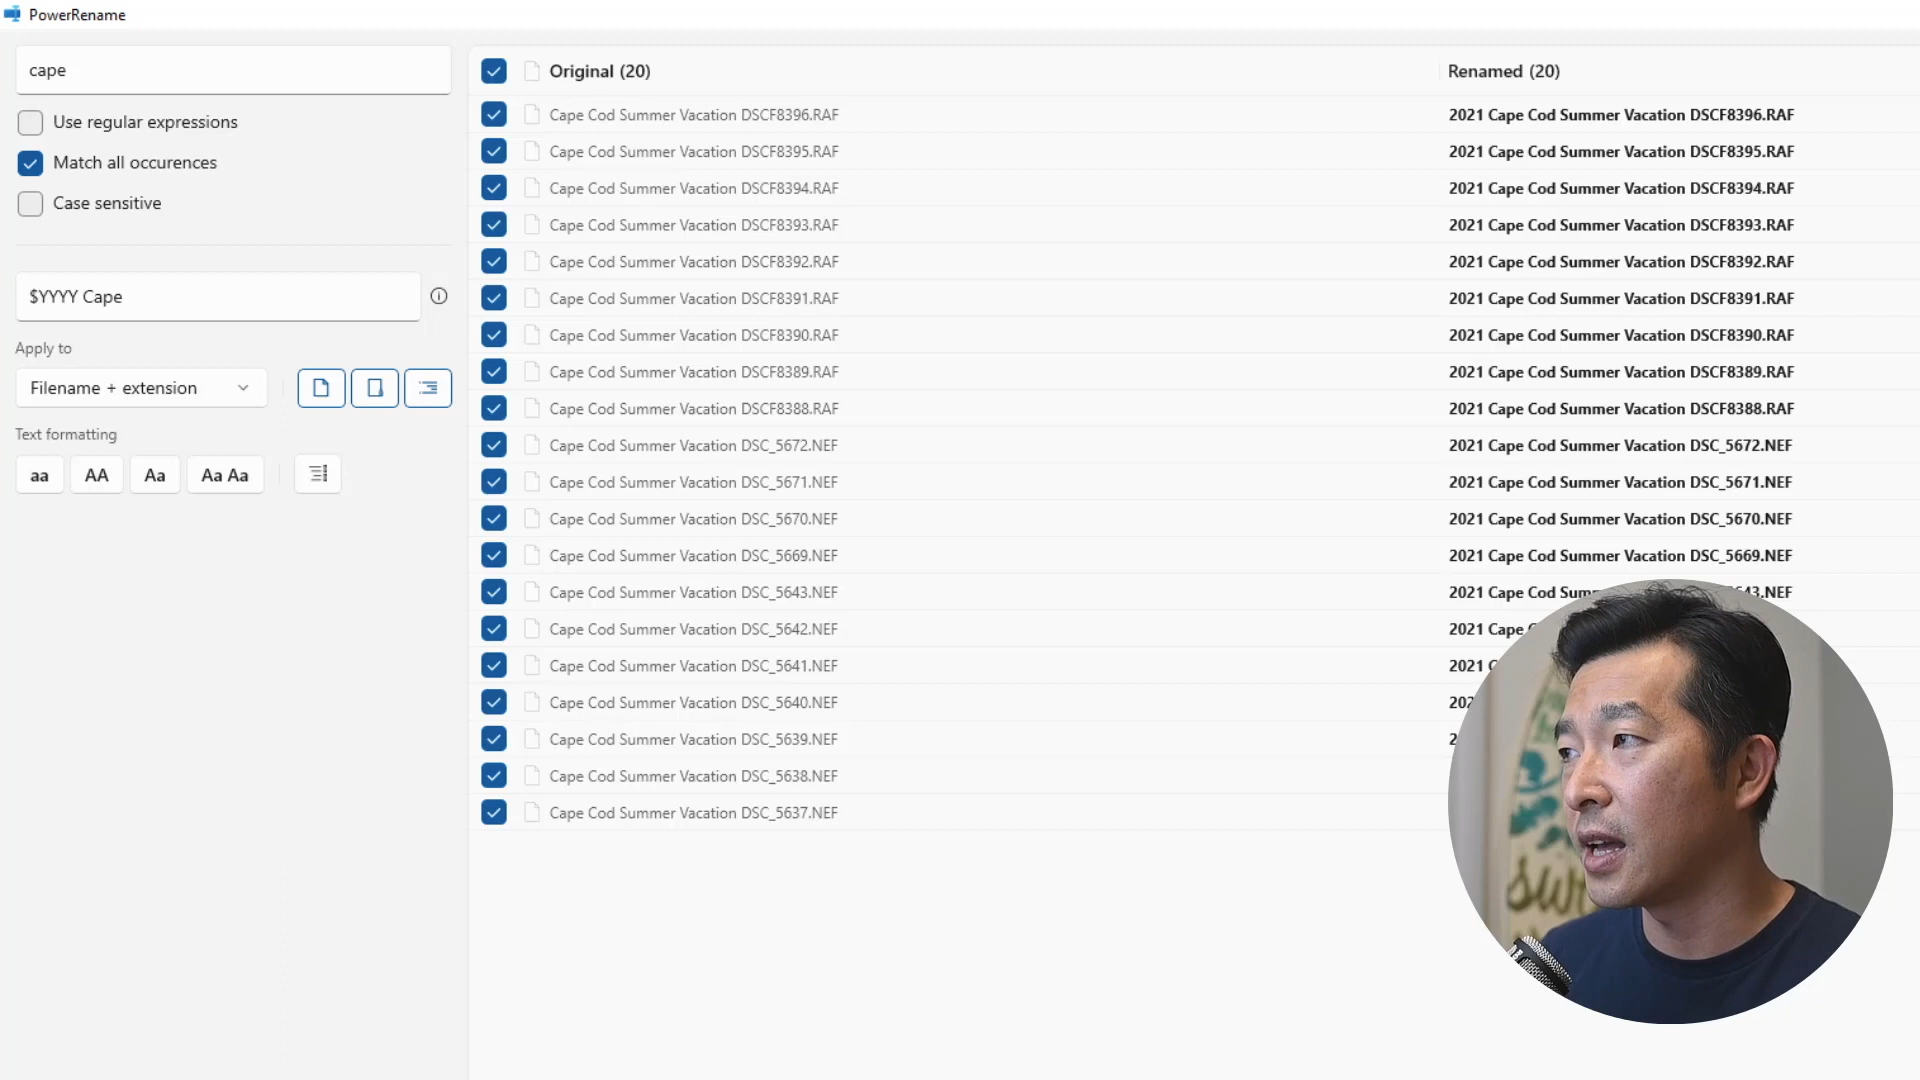 PowerRename
cape
Use regular expressions
Match all occurences
Case sensitive
$YYYY Cape
Apply to
Filename + extension
Text formatting
aa AA Aa Aa Aa
Original (20) Renamed (20)
Cape Cod Summer Vacation DSCF8396.RAF 2021 Cape Cod Summer Vacation DSCF8396.RAF
Cape Cod Summer Vacation DSCF8395.RAF 2021 Cape Cod Summer Vacation DSCF8395.RAF
Cape Cod Summer Vacation DSCF8394.RAF 2021 Cape Cod Summer Vacation DSCF8394.RAF
Cape Cod Summer Vacation DSCF8393.RAF 2021 Cape Cod Summer Vacation DSCF8393.RAF
Cape Cod Summer Vacation DSCF8392.RAF 2021 Cape Cod Summer Vacation DSCF8392.RAF
Cape Cod Summer Vacation DSCF8391.RAF 2021 Cape Cod Summer Vacation DSCF8391.RAF
Cape Cod Summer Vacation DSCF8390.RAF 2021 Cape Cod Summer Vacation DSCF8390.RAF
Cape Cod Summer Vacation DSCF8389.RAF 2021 Cape Cod Summer Vacation DSCF8389.RAF
Cape Cod Summer Vacation DSCF8388.RAF 2021 Cape Cod Summer Vacation DSCF8388.RAF
Cape Cod Summer Vacation DSC_5672.NEF 2021 Cape Cod Summer Vacation DSC_5672.NEF
Cape Cod Summer Vacation DSC_5671.NEF 2021 Cape Cod Summer Vacation DSC_5671.NEF
Cape Cod Summer Vacation DSC_5670.NEF 2021 Cape Cod Summer Vacation DSC_5670.NEF
Cape Cod Summer Vacation DSC_5669.NEF 2021 Cape Cod Summer Vacation DSC_5669.NEF
Cape Cod Summer Vacation DSC_5643.NEF 2021 Cape Cod
Cape Cod Summer Vacation DSC_5642.NEF 2021 Cape
Cape Cod Summer Vacation DSC_5641.NEF 2021
Cape Cod Summer Vacation DSC_5640.NEF
Cape Cod Summer Vacation DSC_5639.NEF
Cape Cod Summer Vacation DSC_5638.NEF
Cape Cod Summer Vacation DSC_5637.NEF